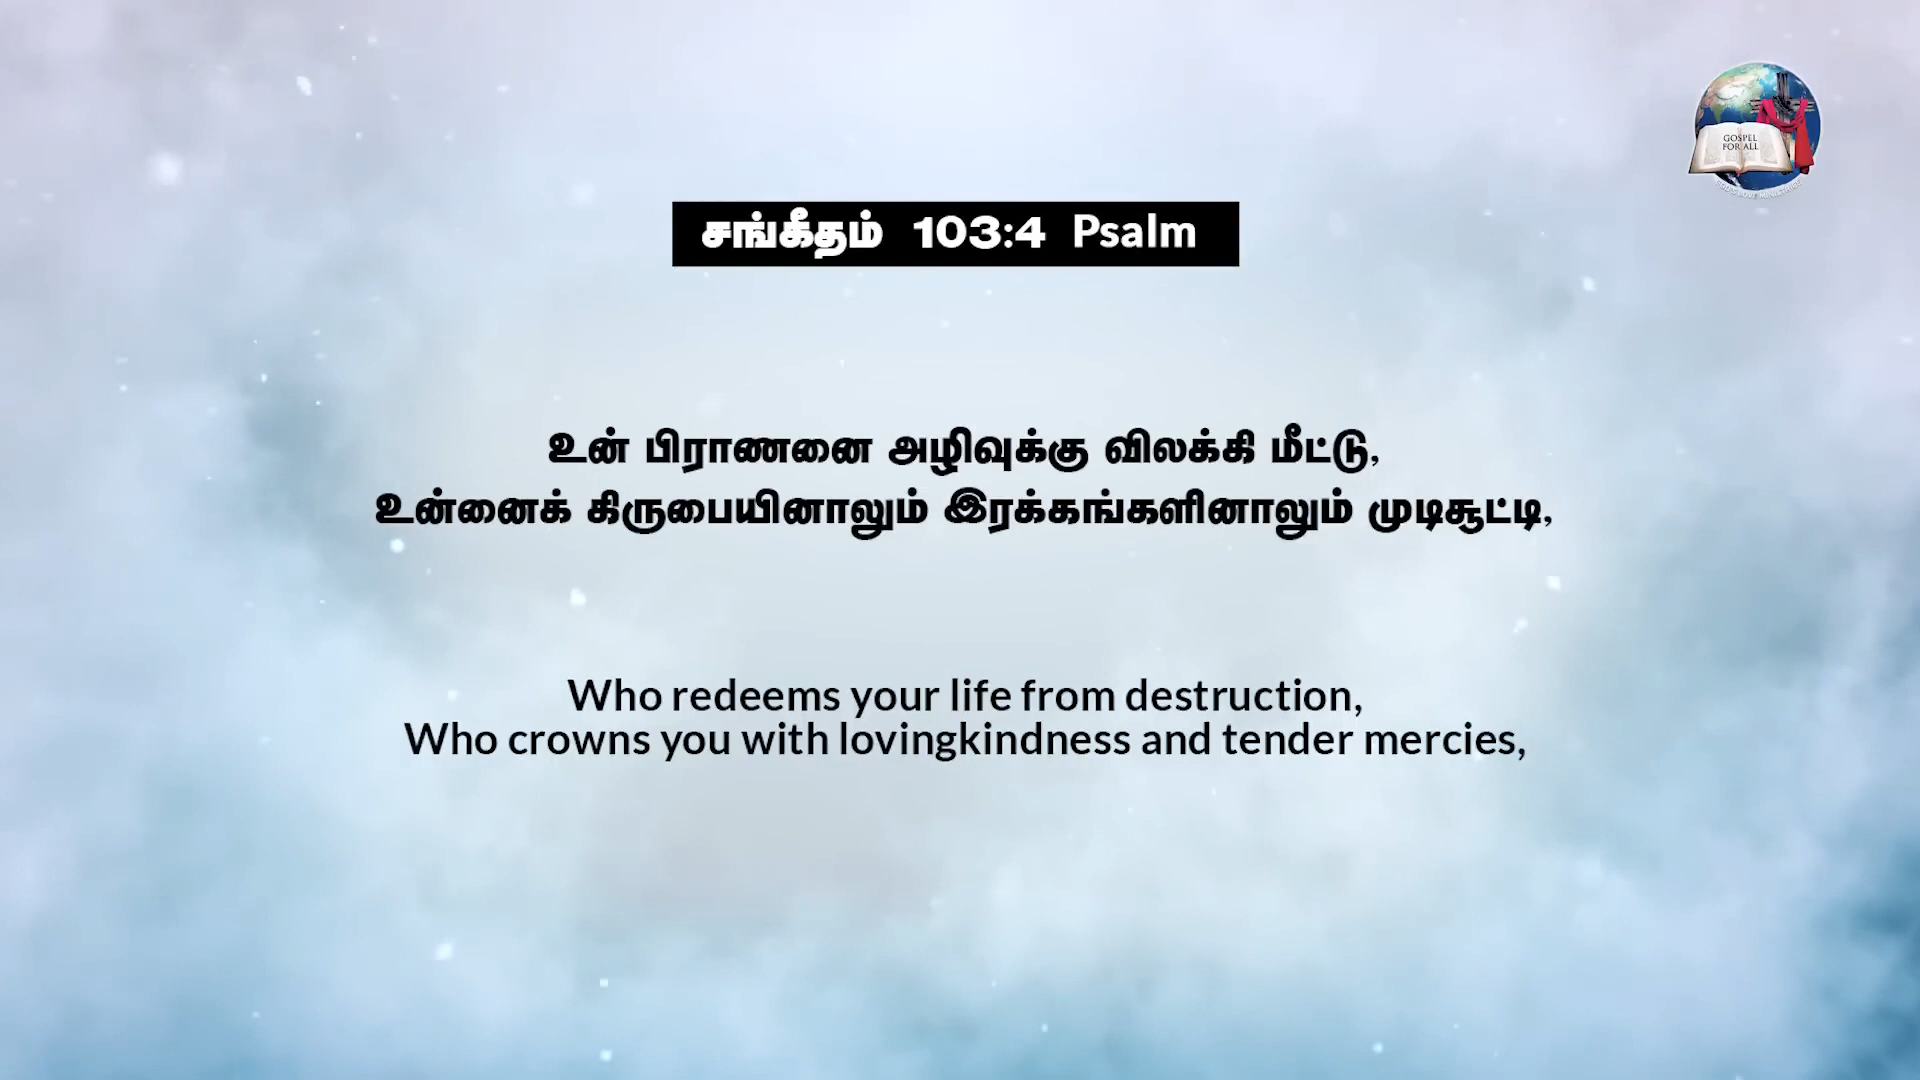 GOSPEL
FOR ALL
சங்கீதம் 103:4 Psalm
உன் பிராணனை அழிவுக்கு விலக்கி மீட்டு,
உன்னைக் கிருபையினாலும் இரக்கங்களினாலும் முடிசூட்டி,
Who redeems your life from destruction,
Who crowns you with lovingkindness and tender mercies,